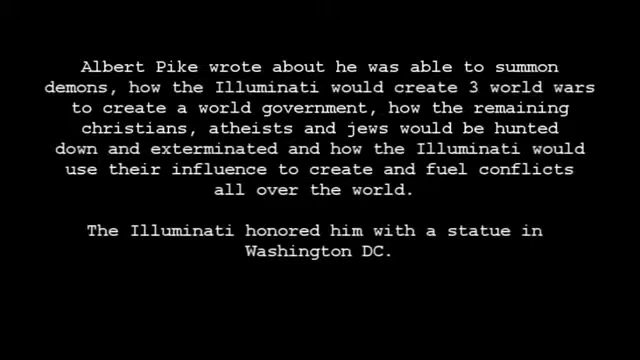 Albert Pike wrote about he was able to summon
demons, how the Illuminati would create 3 world wars
to create a world government, how the remaining
christians, atheists and jews would be hunted
down and exterminated and how the Illuminati would
use their influence to create and fuel conflicts
all over the world.
The Illuminati honored him with a statue in
Washington DC.